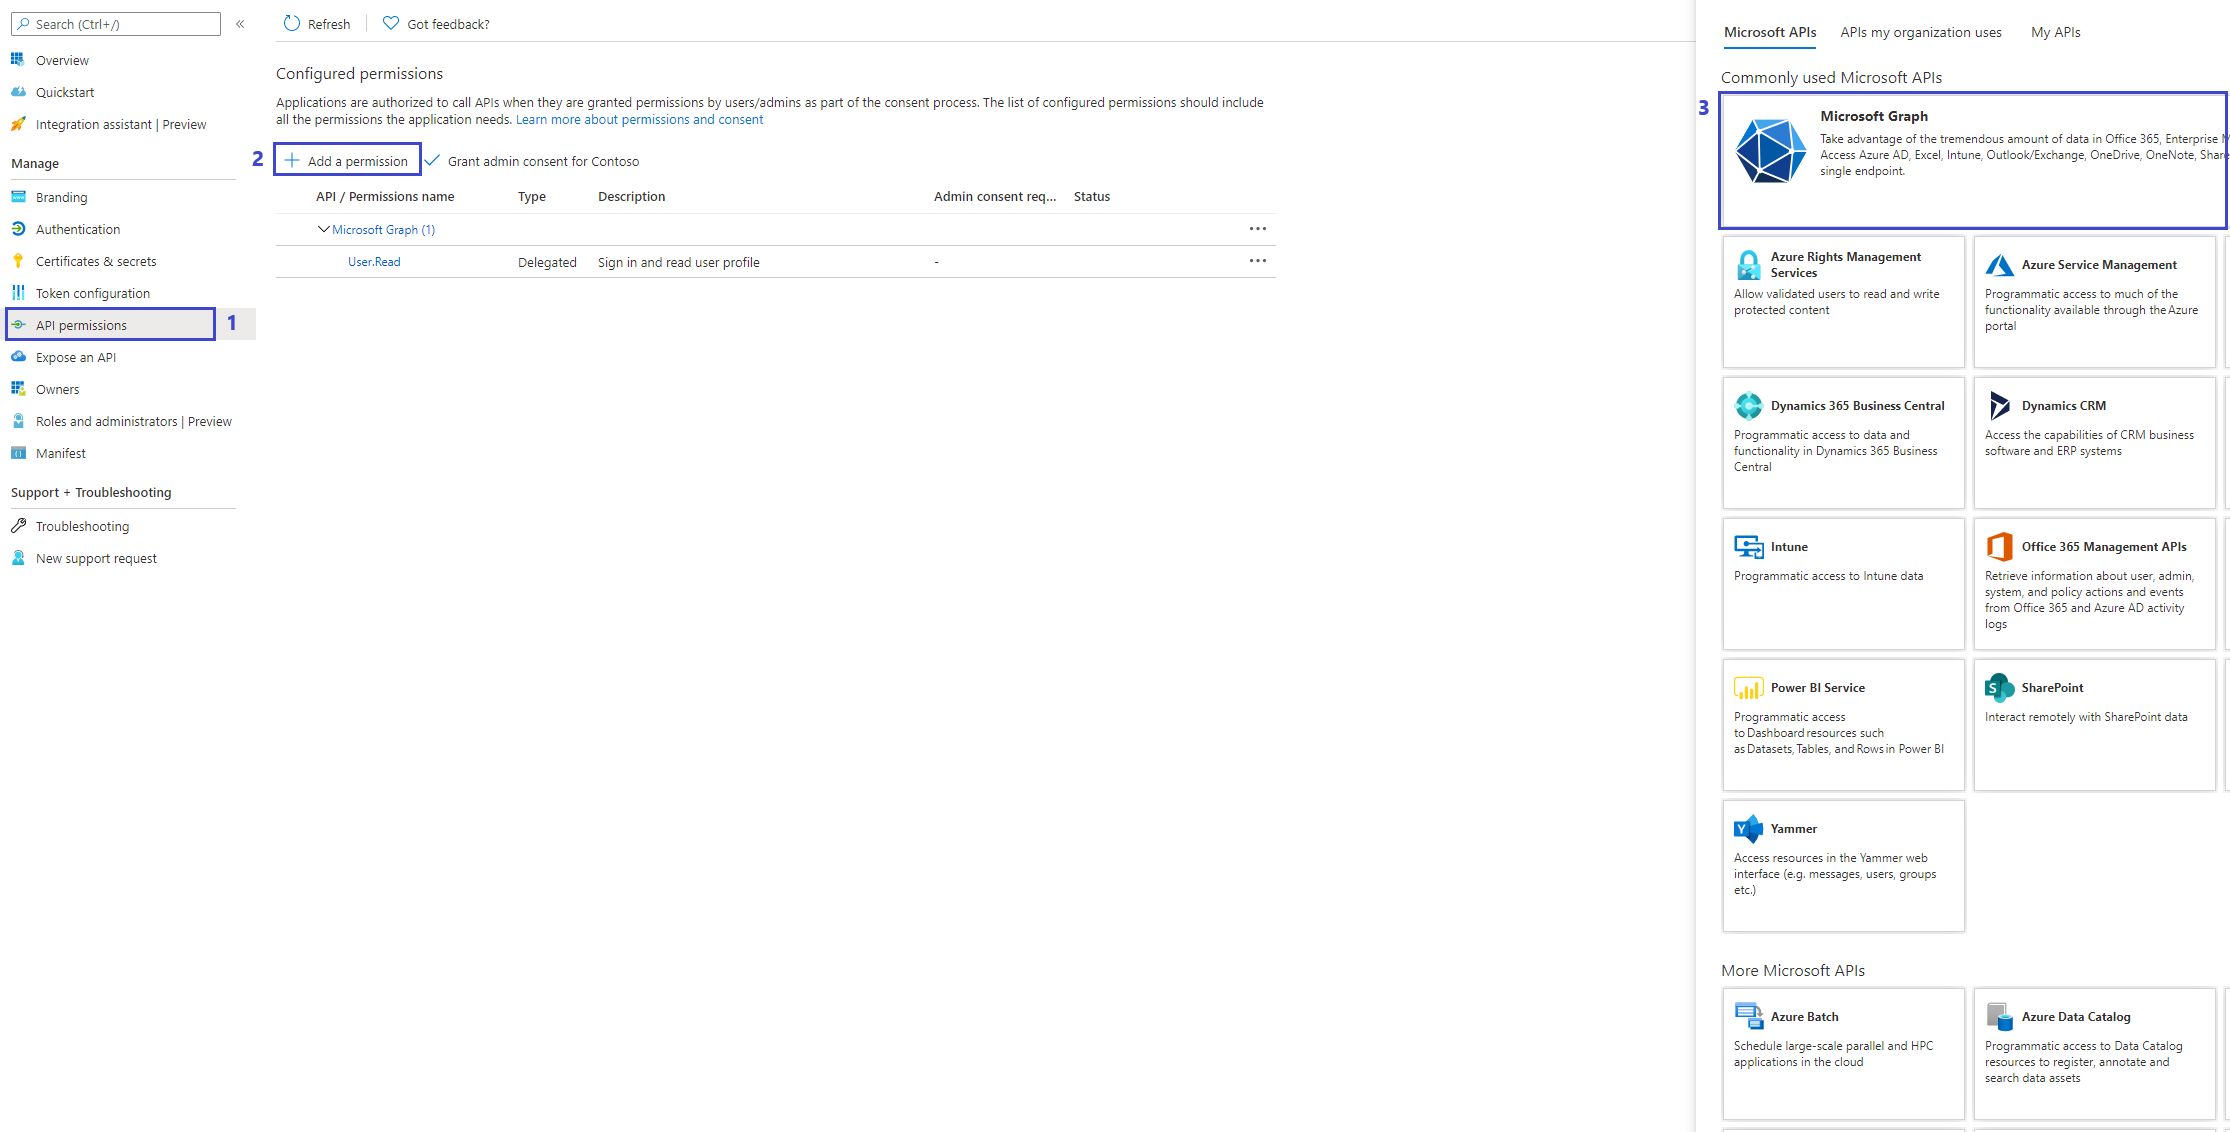 Search (Ctrl+/)
«
Overview
Quickstart
Integration assistant | Preview
Manage
Branding
Authentication
Certificates & secrets
Token configuration
API permissions
1
Expose an API
Owners
Roles and administrators | Preview
Manifest
Support + Troubleshooting
Troubleshooting
New support request
Refresh
Got feedback?
Configured permissions
Applications are authorized to call APIs when they are granted permissions by users/admins as part of the consent process. The list of configured permissions should include
all the permissions the application needs. Learn more about permissions and consent
2
Add a permission
Grant admin consent for Contoso
API / Permissions name Type Description Admin consent req... Status
Microsoft Graph (1)
User.Read Delegated Sign in and read user profile -
Microsoft APIs APIs my organization uses My APIs
Commonly used Microsoft APIs
3
Microsoft Graph
Take advantage of the tremendous amount of data in Office 365, Enterprise M
Access Azure AD, Excel, Intune, Outlook/Exchange, OneDrive, OneNote, Share
single endpoint.
Azure Rights Management
Services
Allow validated users to read and write
protected content
Azure Service Management
Programmatic access to much of the
functionality available through the Azure
portal
Dynamics 365 Business Central
Programmatic access to data and
functionality in Dynamics 365 Business
Central
Dynamics CRM
Access the capabilities of CRM business
software and ERP systems
Intune
Programmatic access to Intune data
Office 365 Management APIs
Retrieve information about user, admin,
system, and policy actions and events
from Office 365 and Azure AD activity
logs
Power BI Service
Programmatic access
to Dashboard resources such
as Datasets, Tables, and Rows in Power BI
SharePoint
Interact remotely with SharePoint data
Yammer
Access resources in the Yammer web
interface (e.g. messages, users, groups
etc.)
More Microsoft APIs
Azure Batch
Schedule large-scale parallel and HPC
applications in the cloud
Azure Data Catalog
Programmatic access to Data Catalog
resources to register, annotate and
search data assets